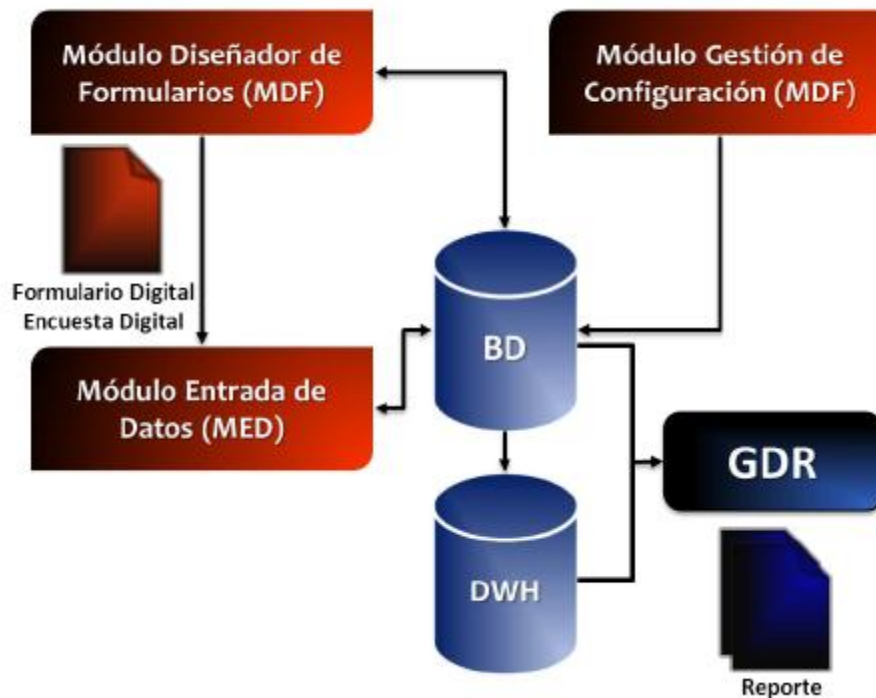 Módulo Diseñador de
Formularios (MDF)
Módulo Gestión de
Configuración (MDF)
Formulario Digital
Encuesta Digital
BD
Módulo Entrada de
Datos (MED)
GDR
DWH
Reporte